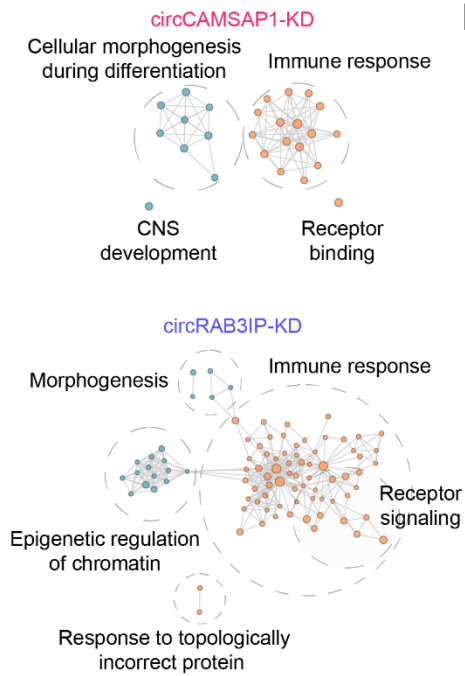 circCAMSAP1-KD
Cellular morphogenesis
during differentiation
Immune response
CNS
development
Receptor
binding
circRAB3IP-KD
Morphogenesis
Immune response
Receptor
signaling
Epigenetic regulation
of chromatin
Response to topologically
incorrect protein